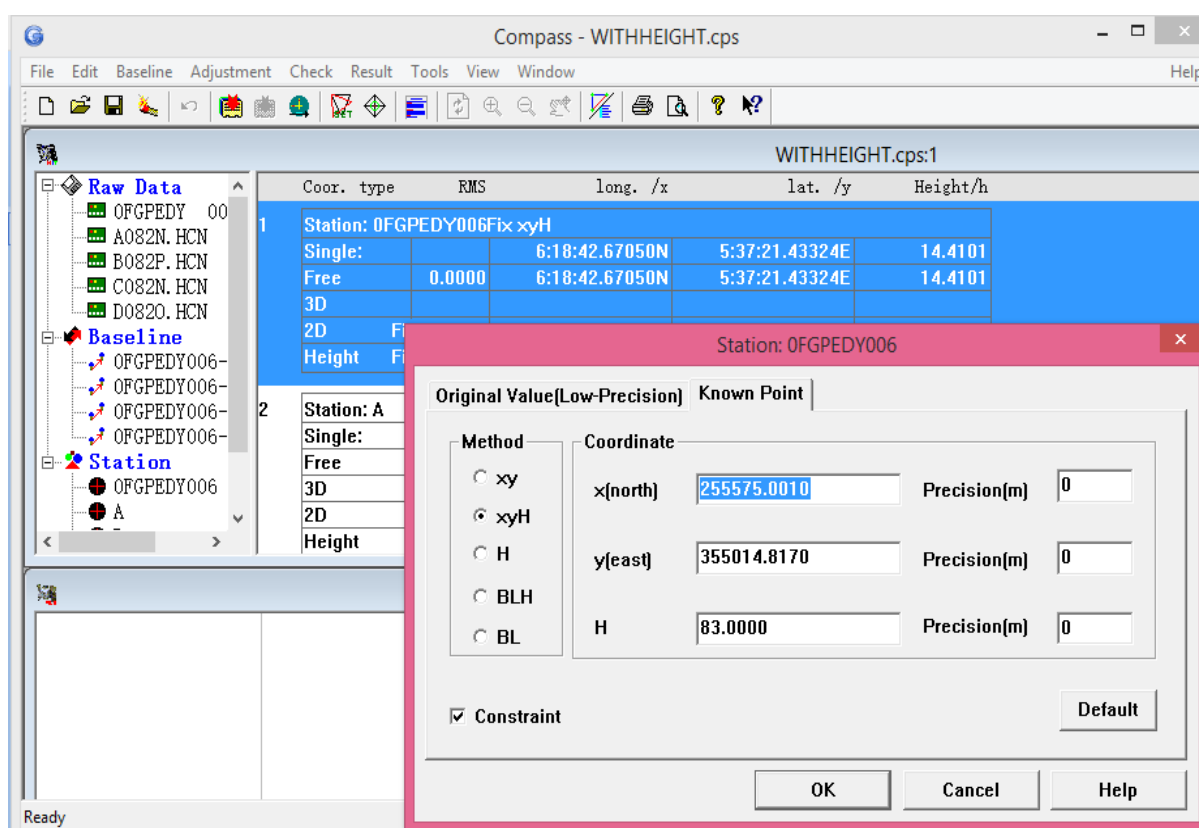 Compass - WITHHEIGHT.cps
File Edit Baseline Adjustment Check Result Tools View Window Help
WITHHEIGHT.cps:1
Raw Data
0FGPEDY 00
A082N.HCN
B082P.HCN
C082N.HCN
D082O.HCN
Baseline
0FGPEDY006-
0FGPEDY006-
0FGPEDY006-
0FGPEDY006-
Station
0FGPEDY006
A
Coor. type RMS long. /x lat. /y Height/h
1 Station: 0FGPEDY006Fix xyH
Single: 6:18:42.67050N 5:37:21.43324E 14.4101
Free 0.0000 6:18:42.67050N 5:37:21.43324E 14.4101
3D
2D Fi
Height Fi
2 Station: A
Single:
Free
3D
2D
Height
Station: 0FGPEDY006
Original Value(Low-Precision) Known Point
Method
xy
xyH
H
BLH
BL
Coordinate
x(north) 255575.0010 Precision(m) 0
y(east) 355014.8170 Precision(m) 0
H 83.0000 Precision(m) 0
Constraint
Default
OK Cancel Help
Ready